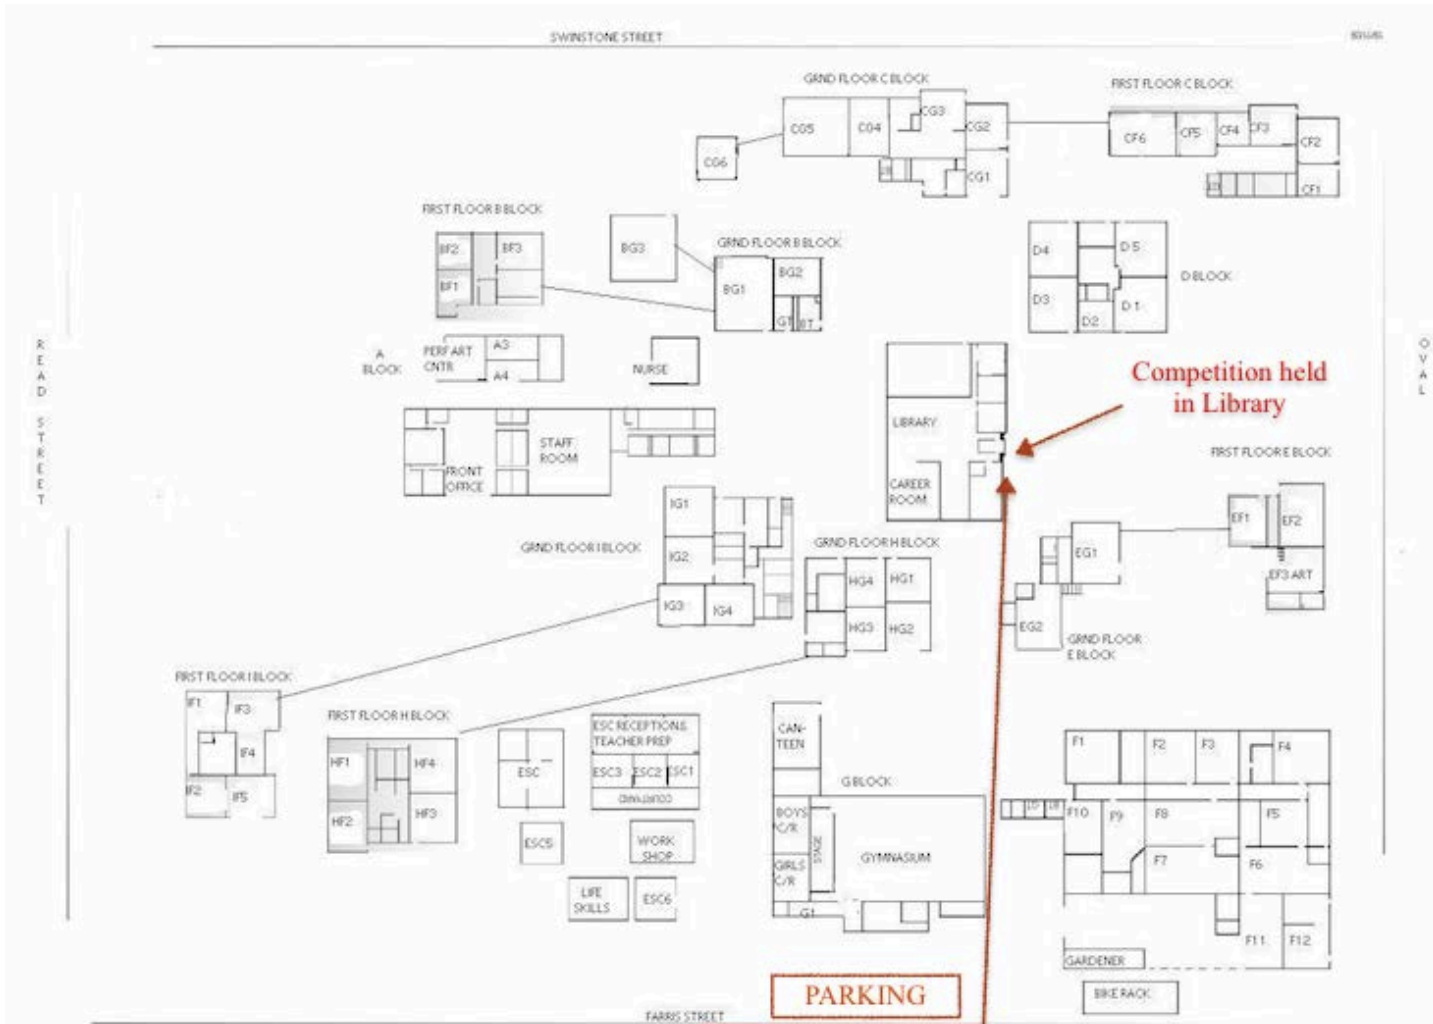 SWINSTONE STREET
GRND FLOOR C BLOCK
FIRST FLOOR C BLOCK
CG5
CG4
CG3
CG2
CG1
CG6
CF6
CF5
CF4
CF3
CF2
CF1
FIRST FLOOR B BLOCK
BF2
BF3
BF1
BG3
GRND FLOOR B BLOCK
BG1
BG2
GT
BT
D4
D5
D3
D2
D1
D BLOCK
READ STREET
OVAL
A
BLOCK
PERF ART
CNTR
A3
A4
NURSE
Competition held
in Library
LIBRARY
CAREER
ROOM
STAFF
ROOM
FRONT
OFFICE
FIRST FLOOR E BLOCK
EF1
EF2
EF3 ART
IG1
IG2
IG3
IG4
GRND FLOOR I BLOCK
GRND FLOOR H BLOCK
HG4
HG1
HG3
HG2
EG1
EG2
GRND FLOOR
E BLOCK
FIRST FLOOR I BLOCK
IF1
IF3
IF4
IF2
IF5
FIRST FLOOR H BLOCK
HF1
HF4
HF2
HF3
ESC
ESC RECEPTION &
TEACHER PREP
ESC3
ESC2
ESC1
COURTYARD
ESC5
WORK
SHOP
LIFE
SKILLS
ESC6
CAN-
TEEN
G BLOCK
BOYS
C/R
GIRLS
C/R
STAGE
GYMNASIUM
G1
F1
F2
F3
F4
F10
F9
F8
F5
F7
F6
F11
F12
GARDENER
BIKE RACK
PARKING
FARRIS STREET